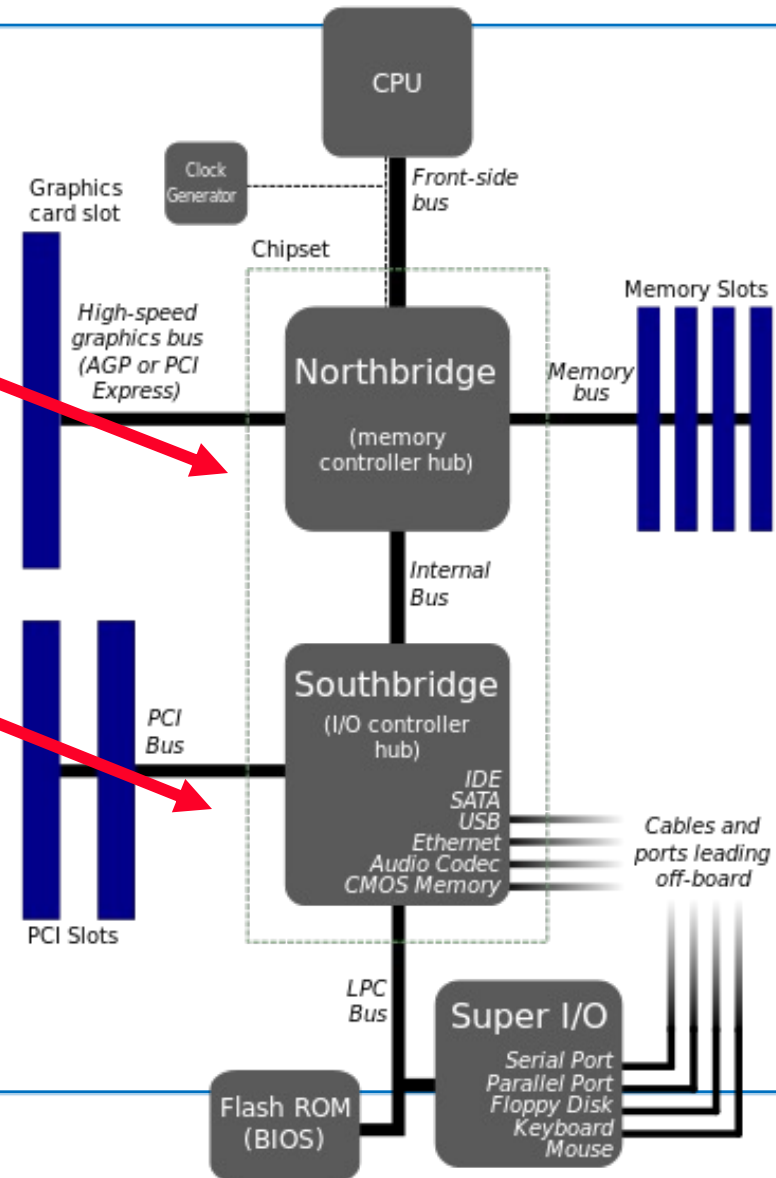 CPU
Clock
Generator
Front-side
bus
Graphics
card slot
Chipset
High-speed
graphics bus
(AGP or PCI
Express)
Northbridge
(memory
controller hub)
Memory
bus
Memory Slots
Internal
Bus
Southbridge
(I/O controller
hub)
IDE
SATA
USB
Ethernet
Audio Codec
CMOS Memory
PCI
Bus
PCI Slots
Cables and
ports leading
off-board
LPC
Bus
Super I/O
Serial Port
Parallel Port
Floppy Disk
Keyboard
Mouse
Flash ROM
(BIOS)